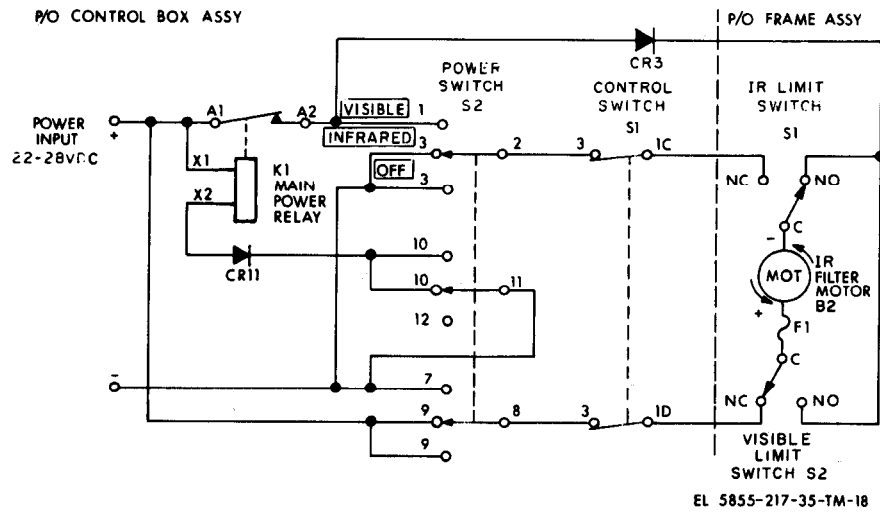 P/O CONTROL BOX ASSY
P/O FRAME ASSY
CR3
POWER
SWITCH
S2
CONTROL
SWITCH
S1
IR LIMIT
SWITCH
S1
POWER
INPUT
22-28VDC
+
A1
A2
VISIBLE
1
INFRARED
3
2
3
1C
OFF
3
X1
X2
K1
MAIN
POWER
RELAY
NC
NO
C
-
MOT
IR
FILTER
MOTOR
B2
+
F1
C
CR11
10
10
11
12
-
7
9
8
3
1D
NC
NO
9
VISIBLE
LIMIT
SWITCH S2
EL 5855-217-35-TM-18